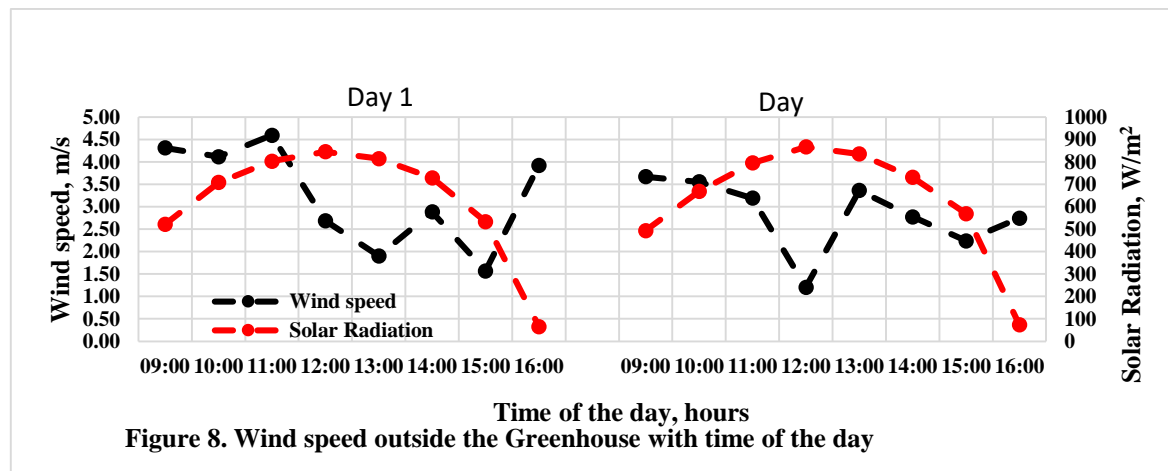 Day 1
Day
5.00
4.50
4.00
3.50
3.00
2.50
2.00
1.50
1.00
0.50
0.00
Wind speed, m/s
Wind speed
Solar Radiation
1000
900
800
700
600
500
400
300
200
100
0
Solar Radiation, W/m²
09:00 10:00 11:00 12:00 13:00 14:00 15:00 16:00
09:00 10:00 11:00 12:00 13:00 14:00 15:00 16:00
Time of the day, hours
Figure 8. Wind speed outside the Greenhouse with time of the day